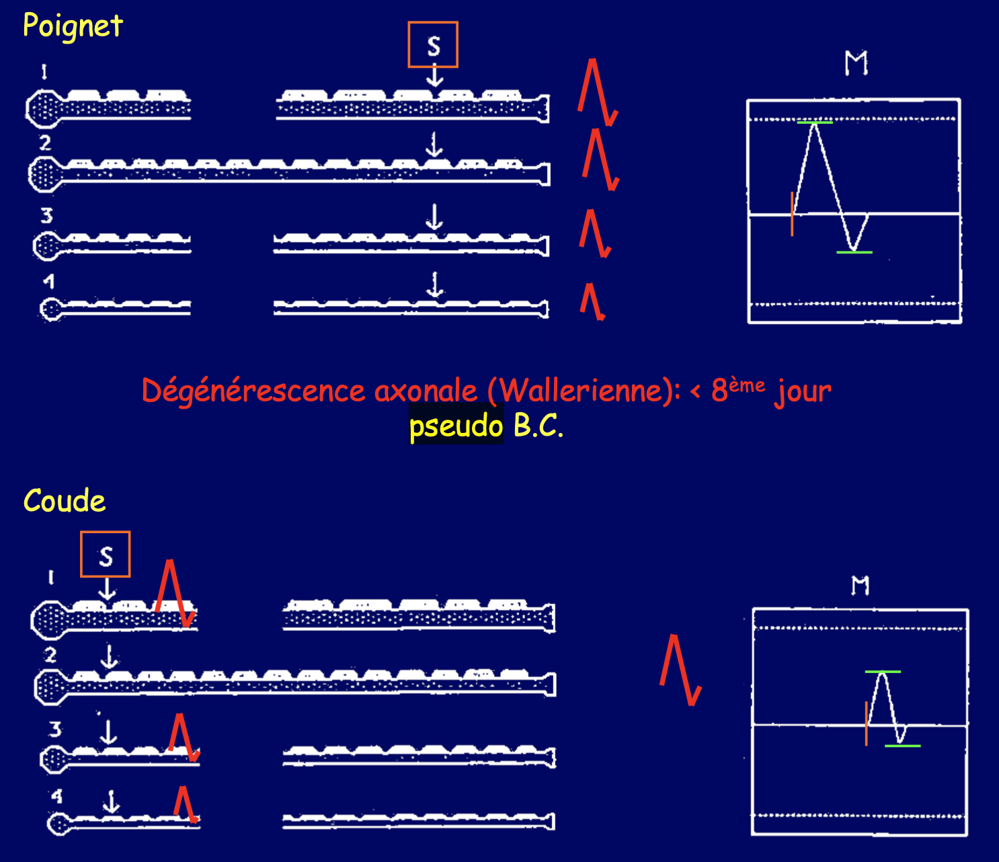 Poignet
S
M
1
2
3
4
Dégénérescence axonale (Wallerienne): < 8ème jour
pseudo B.C.
Coude
S
M
1
2
3
4